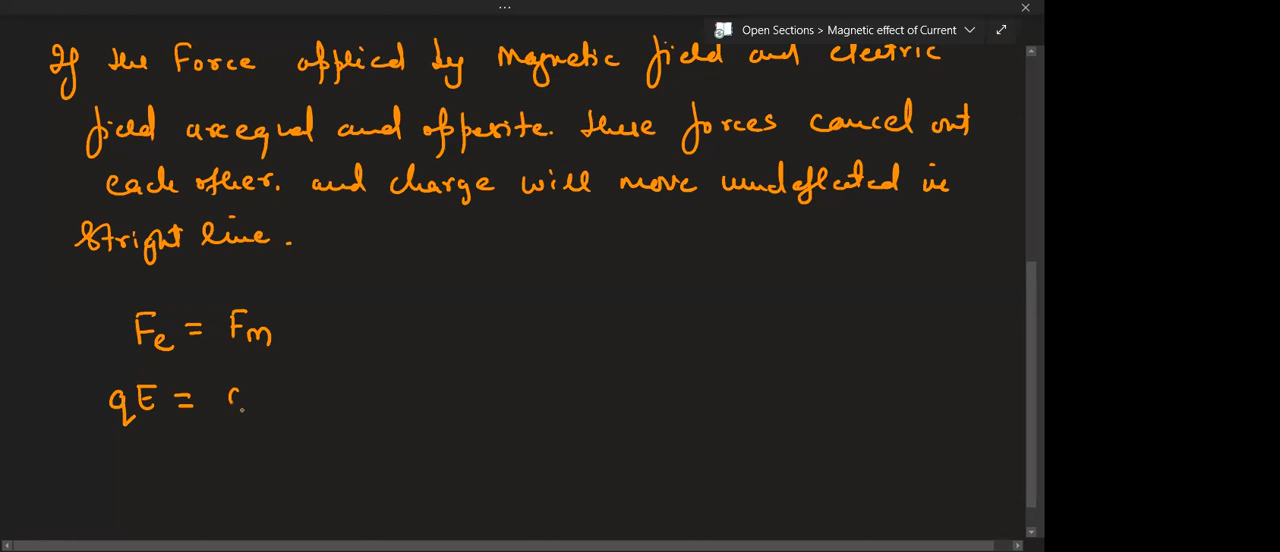 ...
Open Sections > Magnetic effect of Current
If the Force applied by Magnetic field and electric
field are equal and opposite. these forces cancel out
each other. and charge will move undeflected in
Stright line.
Fe = Fm
qE =